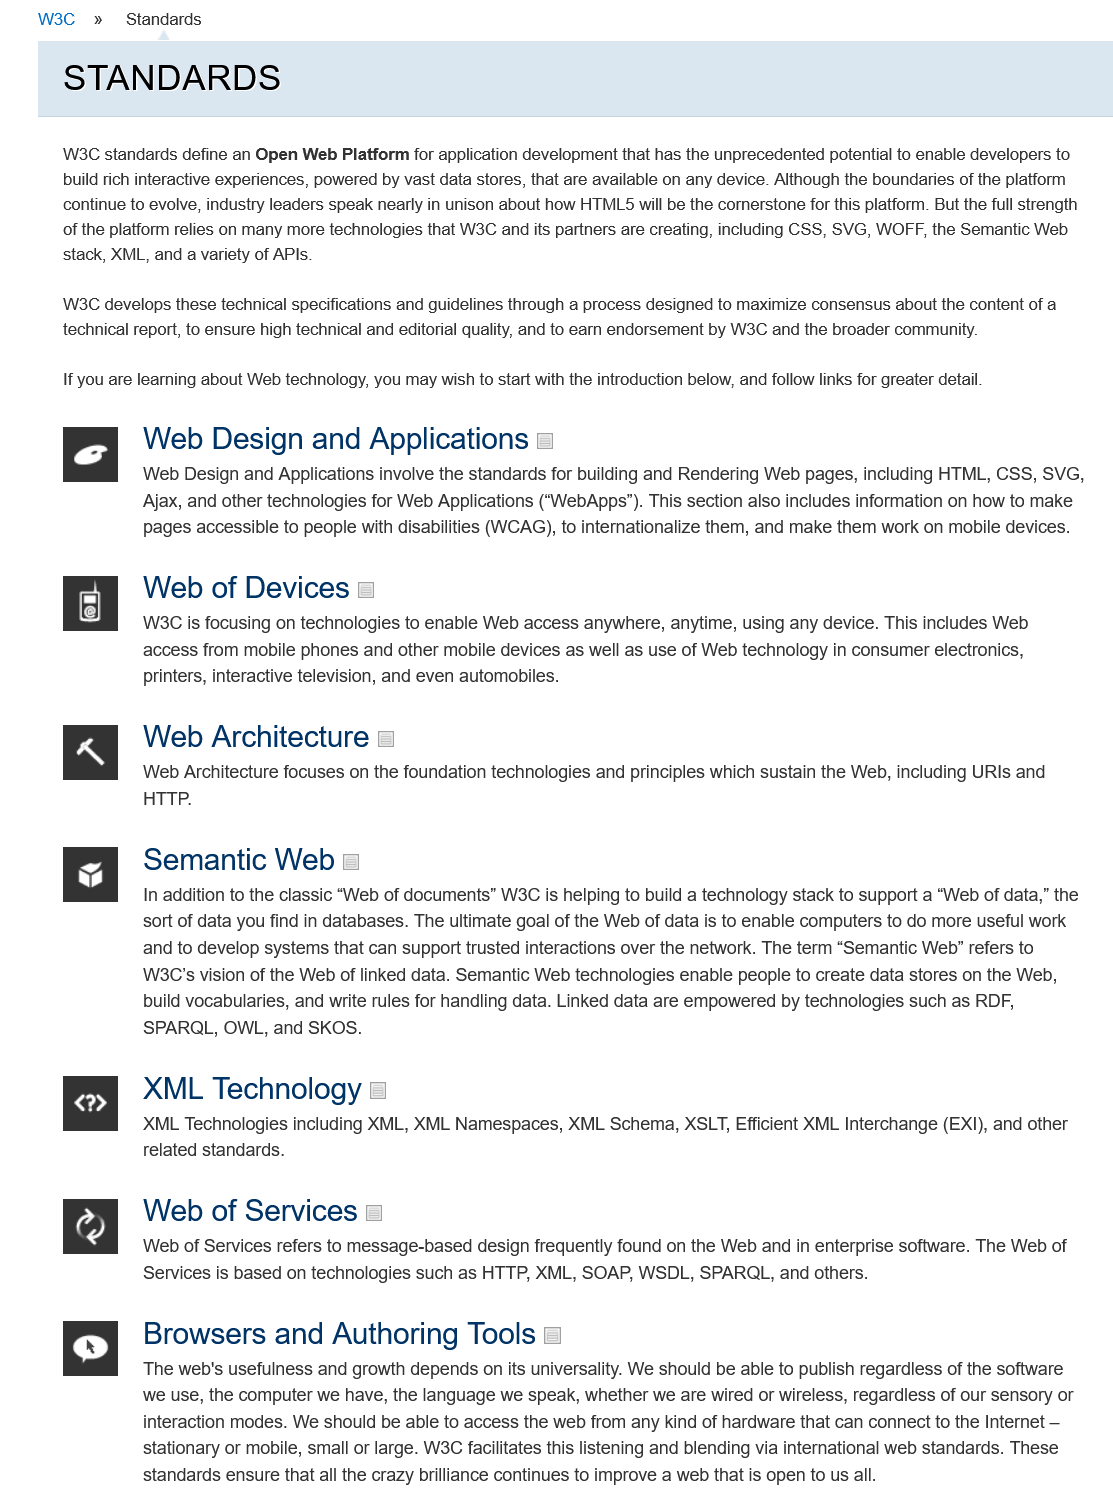 W3C » Standards
STANDARDS
W3C standards define an Open Web Platform for application development that has the unprecedented potential to enable developers to
build rich interactive experiences, powered by vast data stores, that are available on any device. Although the boundaries of the platform
continue to evolve, industry leaders speak nearly in unison about how HTML5 will be the cornerstone for this platform. But the full strength
of the platform relies on many more technologies that W3C and its partners are creating, including CSS, SVG, WOFF, the Semantic Web
stack, XML, and a variety of APIs.
W3C develops these technical specifications and guidelines through a process designed to maximize consensus about the content of a
technical report, to ensure high technical and editorial quality, and to earn endorsement by W3C and the broader community.
If you are learning about Web technology, you may wish to start with the introduction below, and follow links for greater detail.
Web Design and Applications
Web Design and Applications involve the standards for building and Rendering Web pages, including HTML, CSS, SVG,
Ajax, and other technologies for Web Applications (“WebApps”). This section also includes information on how to make
pages accessible to people with disabilities (WCAG), to internationalize them, and make them work on mobile devices.
Web of Devices
W3C is focusing on technologies to enable Web access anywhere, anytime, using any device. This includes Web
access from mobile phones and other mobile devices as well as use of Web technology in consumer electronics,
printers, interactive television, and even automobiles.
Web Architecture
Web Architecture focuses on the foundation technologies and principles which sustain the Web, including URIs and
HTTP.
Semantic Web
In addition to the classic “Web of documents” W3C is helping to build a technology stack to support a “Web of data,” the
sort of data you find in databases. The ultimate goal of the Web of data is to enable computers to do more useful work
and to develop systems that can support trusted interactions over the network. The term “Semantic Web” refers to
W3C’s vision of the Web of linked data. Semantic Web technologies enable people to create data stores on the Web,
build vocabularies, and write rules for handling data. Linked data are empowered by technologies such as RDF,
SPARQL, OWL, and SKOS.
XML Technology
XML Technologies including XML, XML Namespaces, XML Schema, XSLT, Efficient XML Interchange (EXI), and other
related standards.
Web of Services
Web of Services refers to message-based design frequently found on the Web and in enterprise software. The Web of
Services is based on technologies such as HTTP, XML, SOAP, WSDL, SPARQL, and others.
Browsers and Authoring Tools
The web's usefulness and growth depends on its universality. We should be able to publish regardless of the software
we use, the computer we have, the language we speak, whether we are wired or wireless, regardless of our sensory or
interaction modes. We should be able to access the web from any kind of hardware that can connect to the Internet –
stationary or mobile, small or large. W3C facilitates this listening and blending via international web standards. These
standards ensure that all the crazy brilliance continues to improve a web that is open to us all.